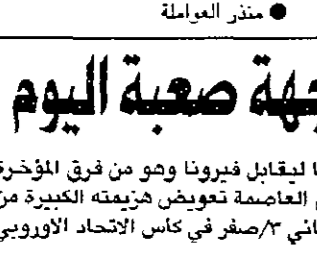 ● منذر العواملة
جهة صعبة اليوم
ا ليقابل فيرونا وهو من فرق المؤخرة
العاصمة تعويض هزيمته الكبيرة من
اني ٣/صفر في كأس الاتحاد الاوروبي